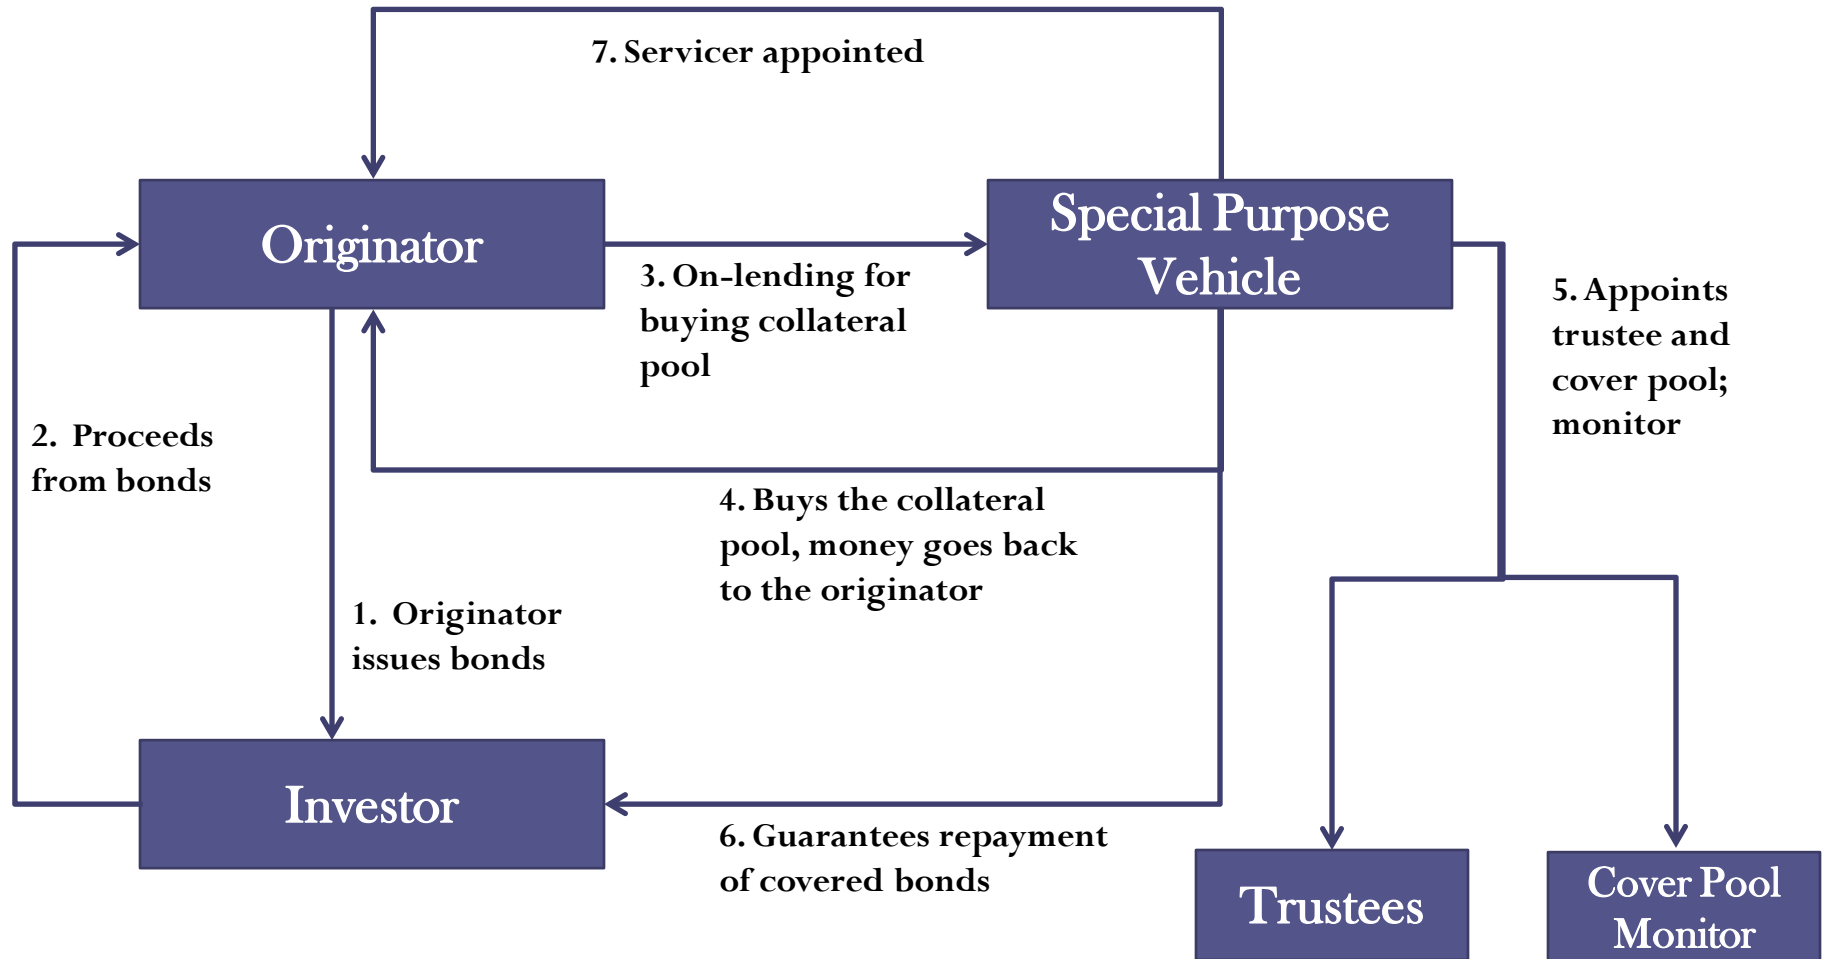 7. Servicer appointed
Originator
Special Purpose
Vehicle
3. On-lending for
buying collateral
pool
5. Appoints
trustee and
cover pool;
monitor
2. Proceeds
from bonds
4. Buys the collateral
pool, money goes back
to the originator
1. Originator
issues bonds
Investor
6. Guarantees repayment
of covered bonds
Trustees
Cover Pool
Monitor